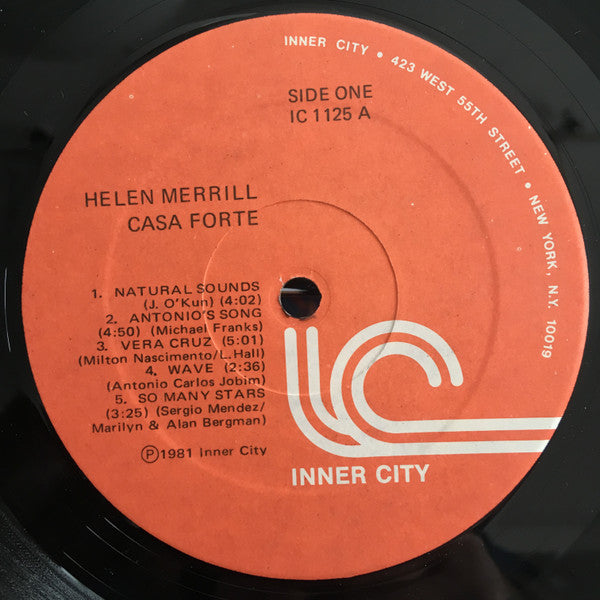 INNER CITY • 423 WEST 55TH STREET • NEW YORK, N.Y. 10019
SIDE ONE
IC 1125 A
HELEN MERRILL
CASA FORTE
1. NATURAL SOUNDS
(J. O'Kun) (4:02)
2. ANTONIO'S SONG
(4:50) (Michael Franks)
3. VERA CRUZ (5:01)
(Milton Nascimento/L.Hall)
4. WAVE (2:36)
(Antonio Carlos Jobim)
5. SO MANY STARS
(3:25) (Sergio Mendez/
Marilyn & Alan Bergman)
Ⓟ1981 Inner City
INNER CITY